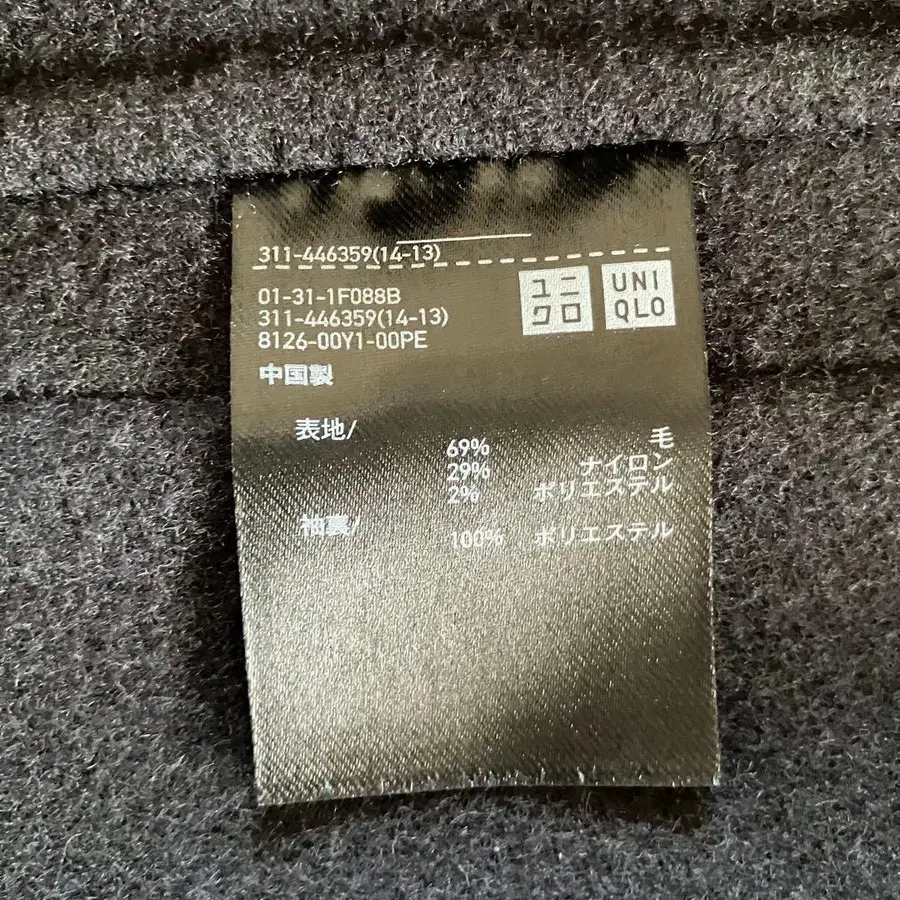 311-446359(14-13)
ユニ
クロ
UNI
QLO
01-31-1F088B
311-446359(14-13)
8126-00Y1-00PE
中国製
表地/
69% 毛
29% ナイロン
2% ポリエステル
袖裏/
100% ポリエステル